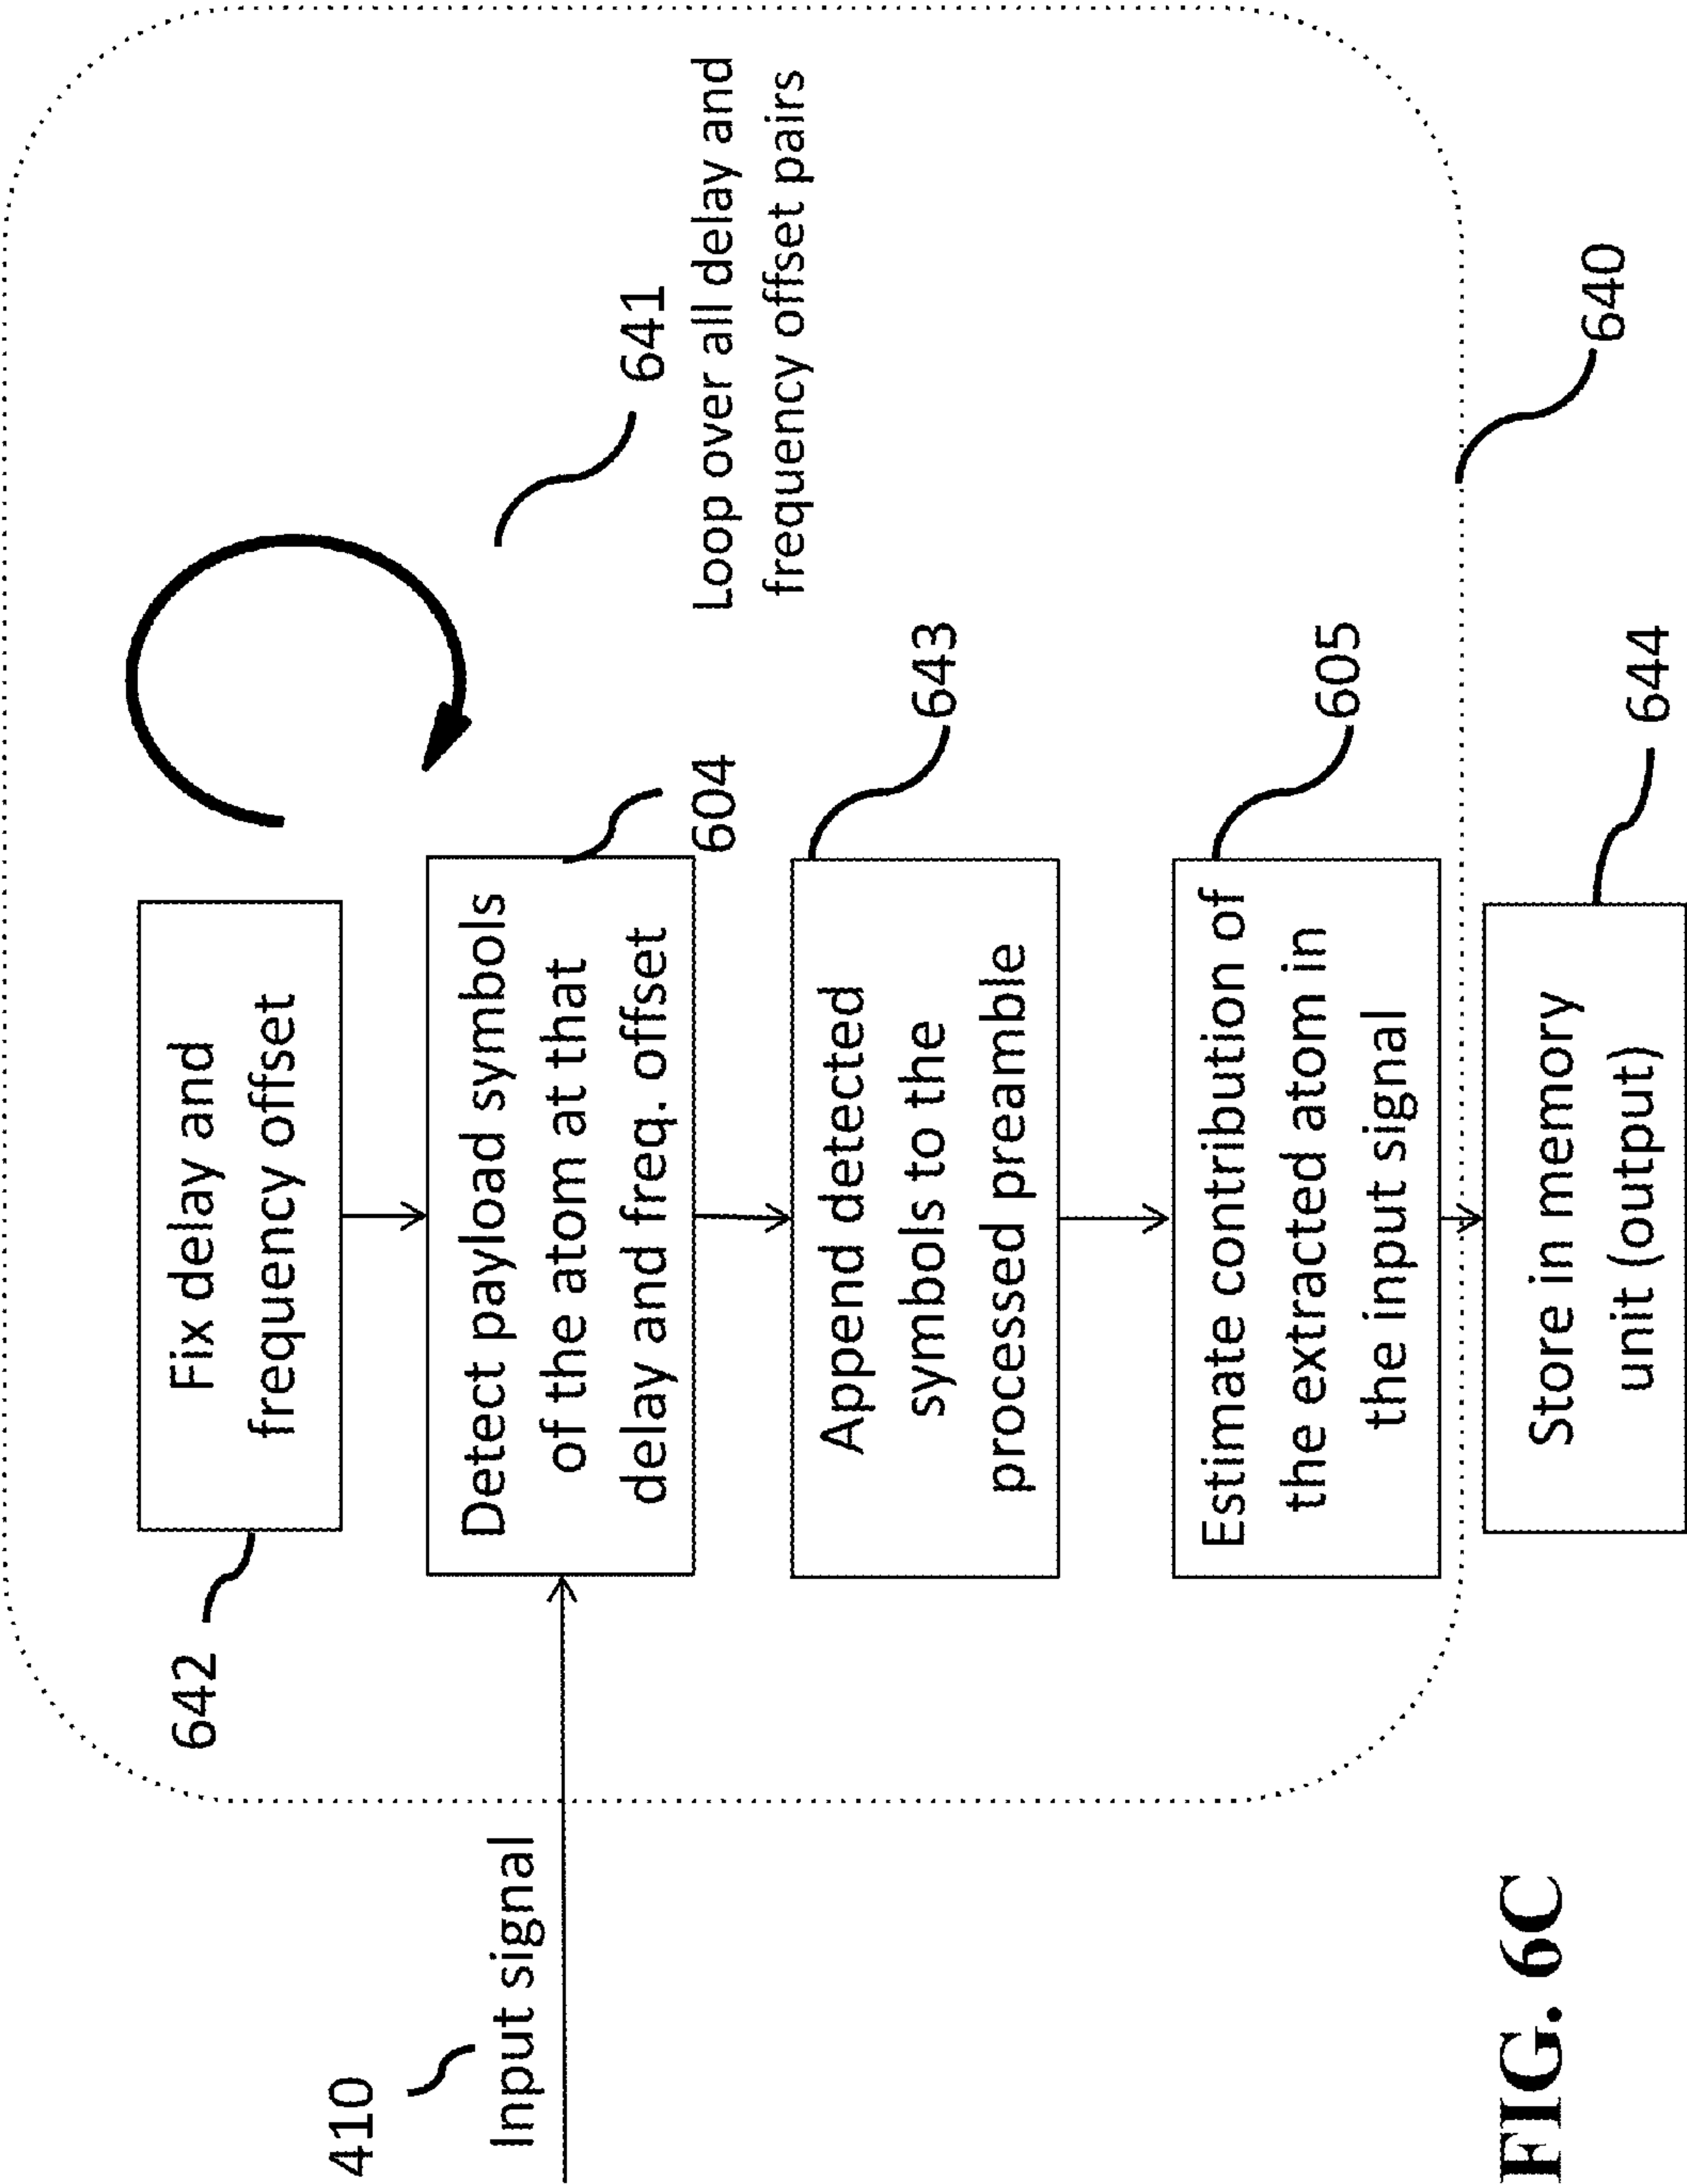 410
Input signal
642
Fix delay and
frequency offset
Detect payload symbols
of the atom at that
delay and freq. offset
604
641
Loop over all delay and
frequency offset pairs
Append detected
symbols to the
processed preamble
643
Estimate contribution of
the extracted atom in
the input signal
605
640
Store in memory
unit (output)
644
FIG. 6C